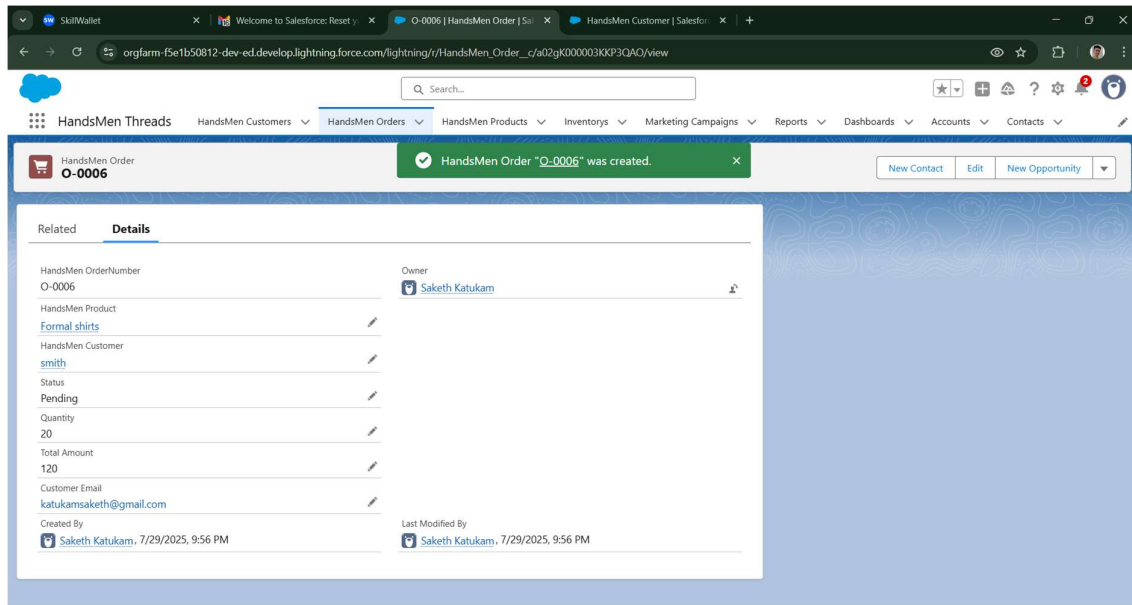 SkillWallet
Welcome to Salesforce: Reset y
O-0006 | HandsMen Order | Sal
HandsMen Customer | Salesfor
orgfarm-f5e1b50812-dev-ed.develop.lightning.force.com/lightning/r/HandsMen_Order__c/a02gK000003KKP3QAO/view
Search...
2
HandsMen Threads
HandsMen Customers
HandsMen Orders
HandsMen Products
Inventorys
Marketing Campaigns
Reports
Dashboards
Accounts
Contacts
HandsMen Order
O-0006
HandsMen Order "O-0006" was created.
New Contact
Edit
New Opportunity
Related
Details
HandsMen OrderNumber
O-0006
Owner
Saketh Katukam
HandsMen Product
Formal shirts
HandsMen Customer
smith
Status
Pending
Quantity
20
Total Amount
120
Customer Email
katukamsaketh@gmail.com
Created By
Saketh Katukam, 7/29/2025, 9:56 PM
Last Modified By
Saketh Katukam, 7/29/2025, 9:56 PM